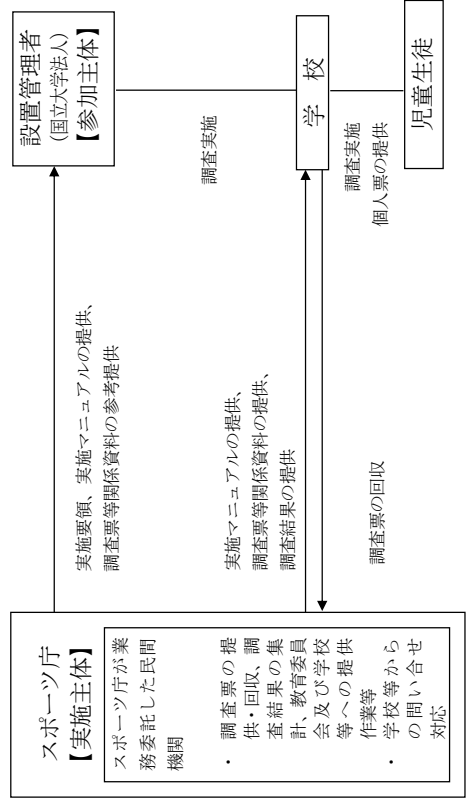 スポーツ庁
【実施主体】
スポーツ庁が業
務委託した民間
機関
・ 調査票の提
供・回収、調
査結果の集
計、教育委員
会及び学校
等への提供
作業等
・ 学校等から
の問い合せ
対応
実施要領、実施マニュアルの提供、
調査票等関係資料の参考提供
設置管理者
(国立大学法人)
【参加主体】
調査実施
実施マニュアルの提供、
調査票等関係資料の提供、
調査結果の提供
調査票の回収
学 校
調査実施
個人票の提供
児童生徒